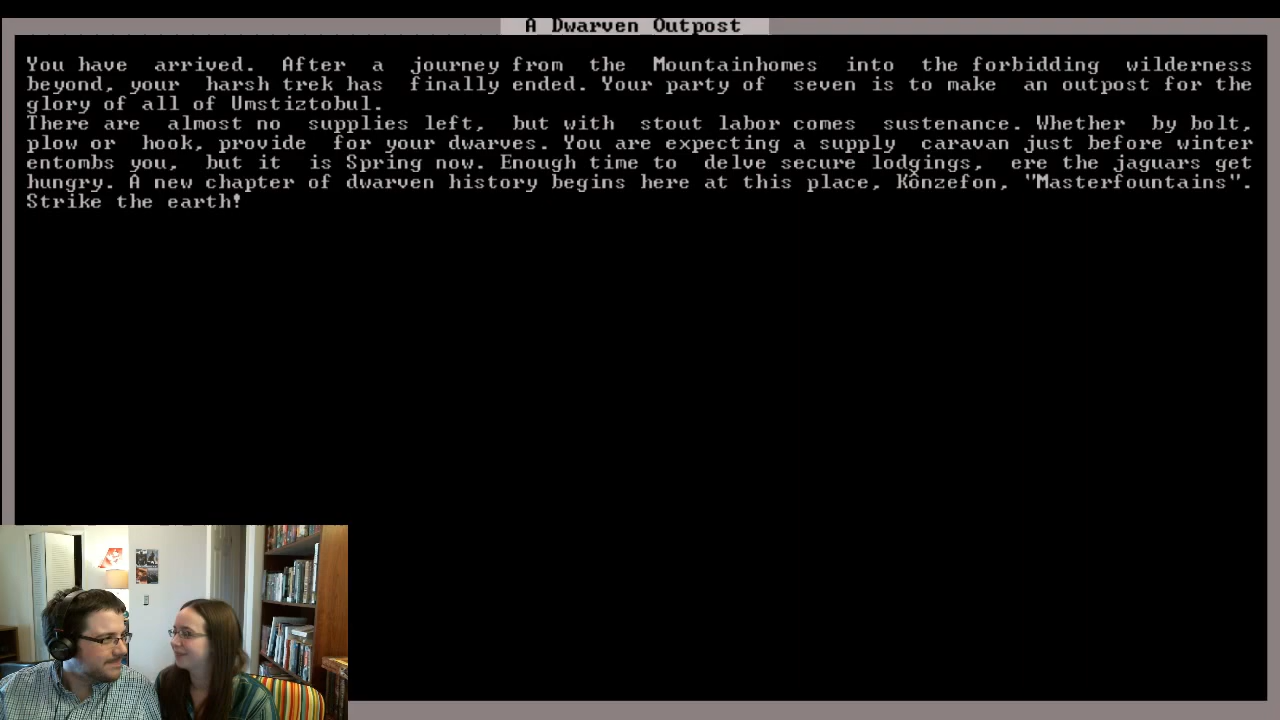 A Dwarven Outpost
You have arrived. After a journey from the Mountainhomes into the forbidding wilderness
beyond, your harsh trek has finally ended. Your party of seven is to make an outpost for the
glory of all of Umstiztobul.
There are almost no supplies left, but with stout labor comes sustenance. Whether by bolt,
plow or hook, provide for your dwarves. You are expecting a supply caravan just before winter
entombs you, but it is Spring now. Enough time to delve secure lodgings, ere the jaguars get
hungry. A new chapter of dwarven history begins here at this place, Kônzefon, "Masterfountains".
Strike the earth!